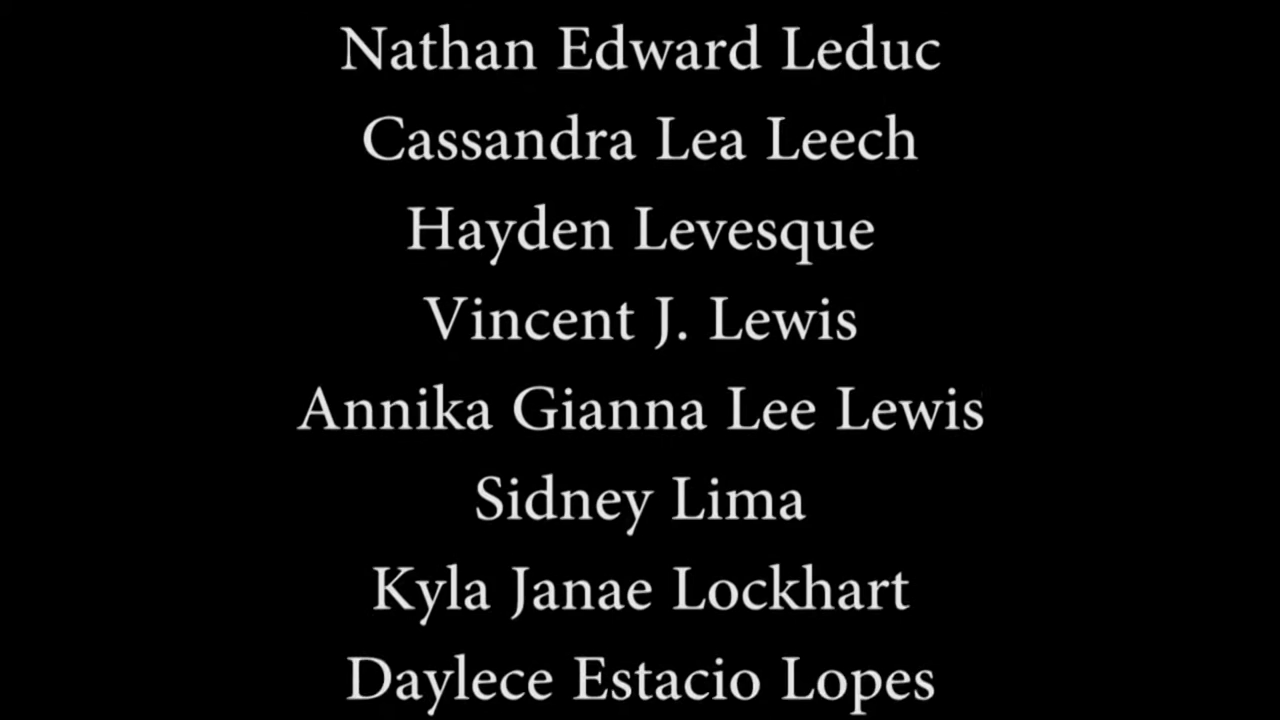 Nathan Edward Leduc
Cassandra Lea Leech
Hayden Levesque
Vincent J. Lewis
Annika Gianna Lee Lewis
Sidney Lima
Kyla Janae Lockhart
Daylece Estacio Lopes